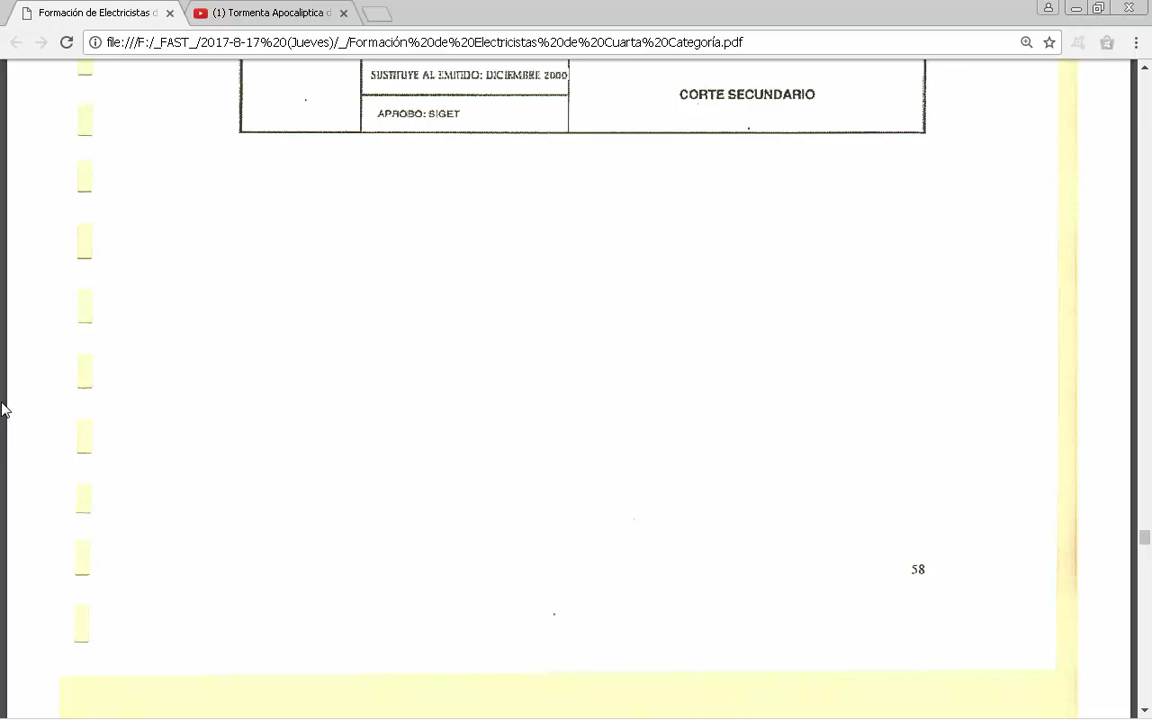 Formación de Electricistas d
(1) Tormenta Apocaliptica d
file:///F:/_FAST_/2017-8-17%20(Jueves)/_/Formación%20de%20Electricistas%20de%20Cuarta%20Categoría.pdf
SUSTITUYE AL EMITIDO: DICIEMBRE 2000
CORTE SECUNDARIO
APROBO: SIGET
58